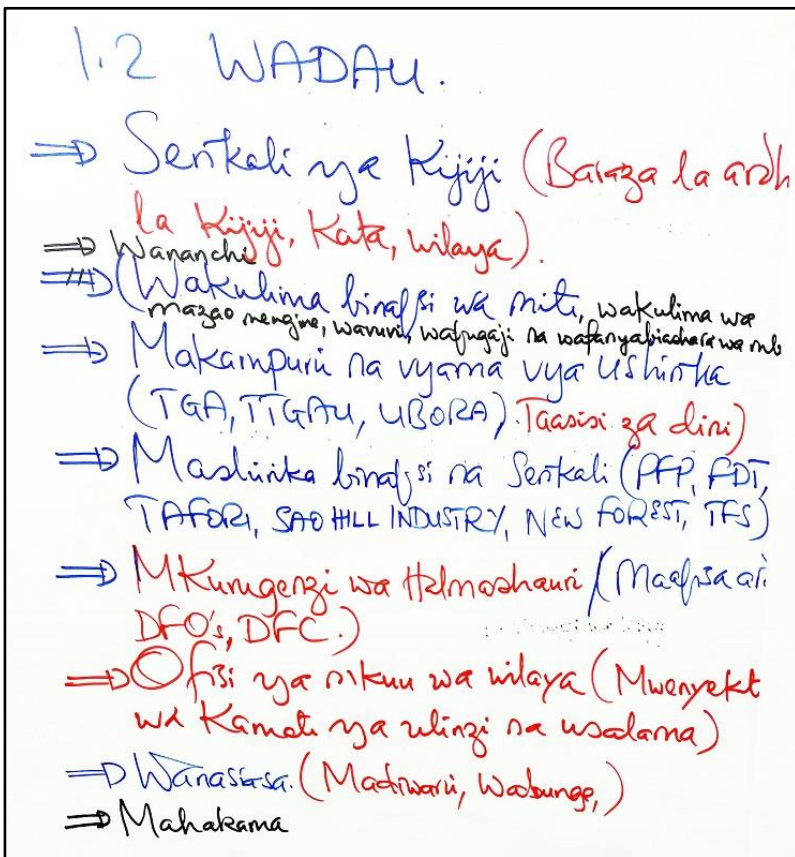 1.2 WADAU.
⇒ Serikali ya Kijiji (Baraza la ardh
la Kijiji, Kata, wilaya).
⇒ Wananchi
⇒ (Wakulima binafsi wa miti, wakulima wa
mazao mengine, wavuni, wafugaji na wafanyabiashara wa
⇒ Makampuni na vyama vya Ushirika
(TGA, TTGAU, UBORA). Taasisi za dini)
⇒ Mashirika binafsi na Serikali (PFP, FDT,
TAFORI, SAO HILL INDUSTRY, NEW FOREST, TFS)
⇒ MKurugenzi wa Halmashauri (Maafisa
DFO's, DFC.)
⇒ Ofisi ya mkuu wa wilaya (Mwenyekt
wa Kamati ya ulinzi na usalama)
⇒ Wanasiasa. (Madiwani, Wabunge,)
⇒ Mahakama